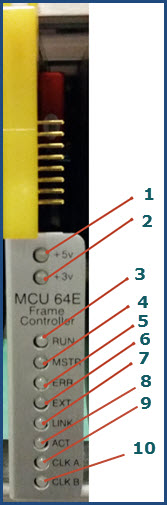 1
+5v
2
+3v
MCU 64E
Frame
Controller
3
RUN
4
MSTR
5
ERR
6
EXT
7
LINK
8
ACT
9
CLK A
10
CLK B